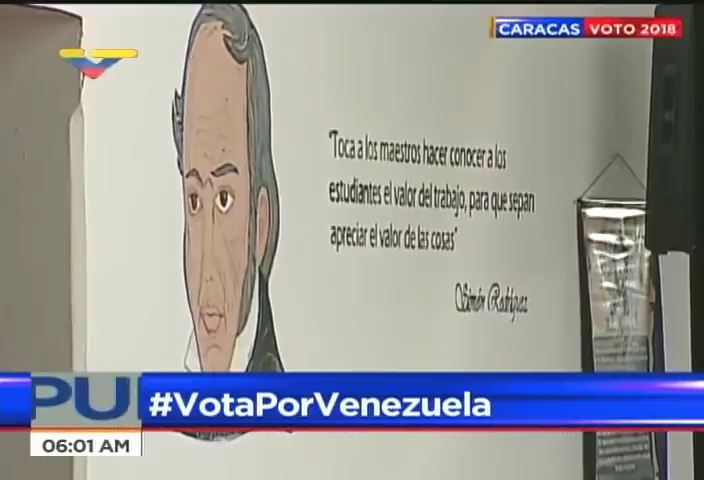 CARACAS VOTO 2018
"Toca a los maestros hacer conocer a los
estudiantes el valor del trabajo, para que sepan
apreciar el valor de las cosas"
Simón Rodríguez
PU
#VotaPorVenezuela
06:01 AM